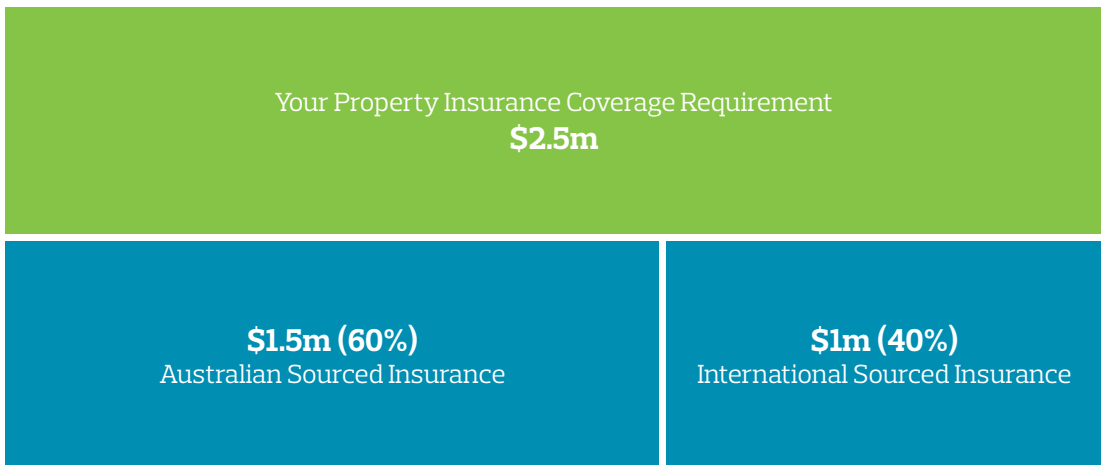 Your Property Insurance Coverage Requirement
$2.5m
$1.5m (60%)
Australian Sourced Insurance
$1m (40%)
International Sourced Insurance